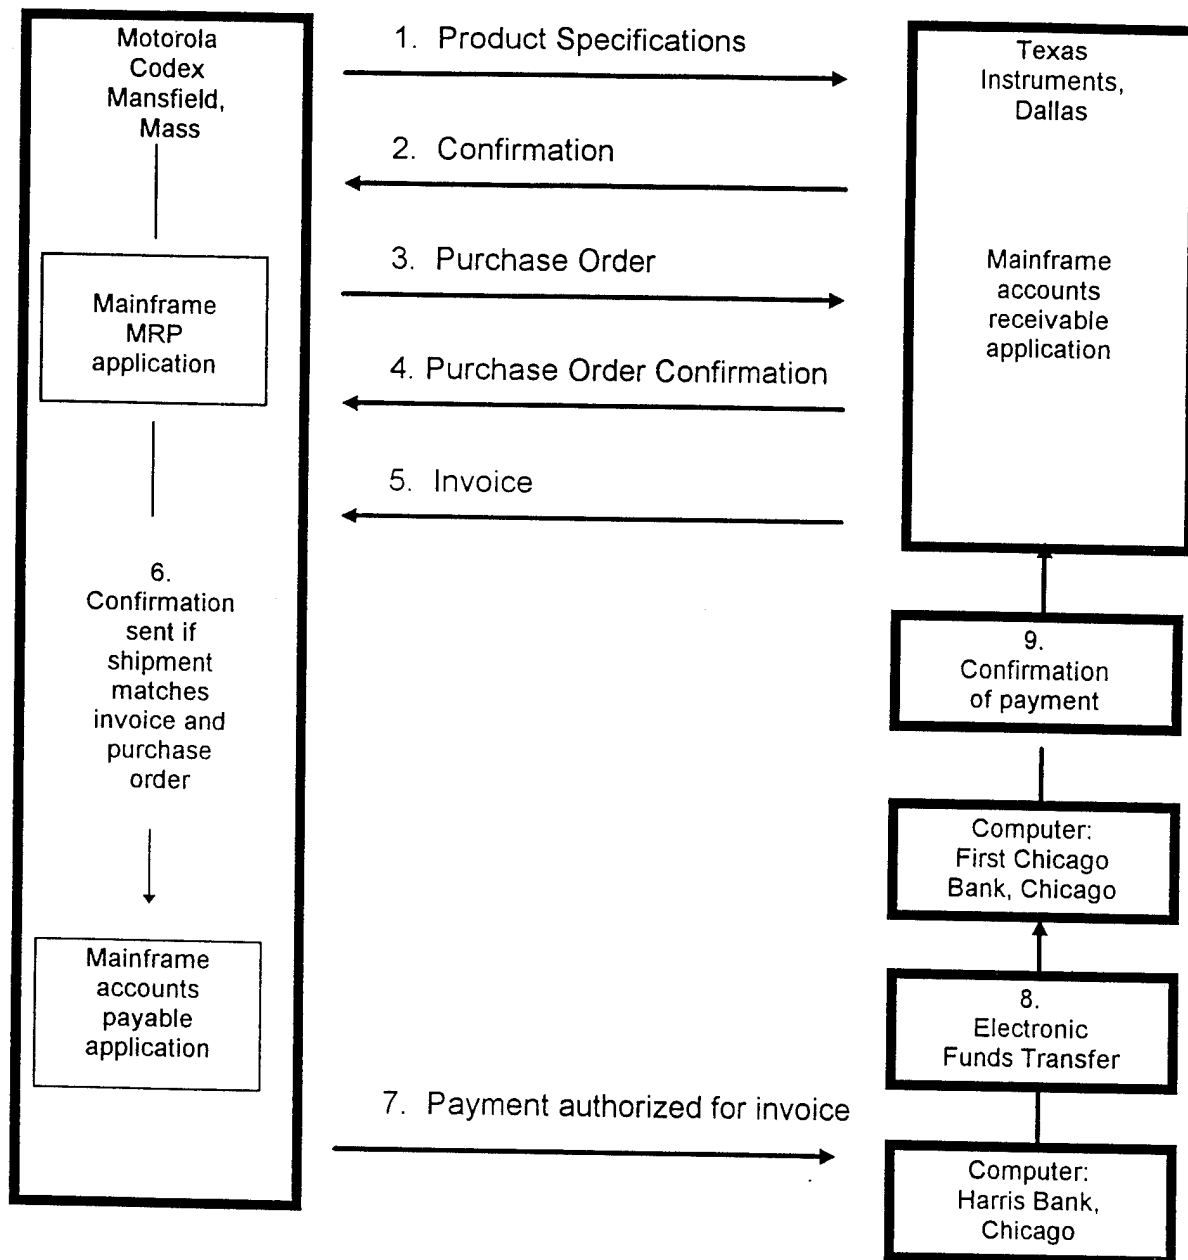 Motorola
Codex
Mansfield,
Mass
1. Product Specifications
Texas
Instruments,
Dallas
2. Confirmation
3. Purchase Order
Mainframe
MRP
application
Mainframe
accounts
receivable
application
4. Purchase Order Confirmation
5. Invoice
6.
Confirmation
sent if
shipment
matches
invoice and
purchase
order
9.
Confirmation
of payment
Computer:
First Chicago
Bank, Chicago
Mainframe
accounts
payable
application
8.
Electronic
Funds Transfer
7. Payment authorized for invoice
Computer:
Harris Bank,
Chicago